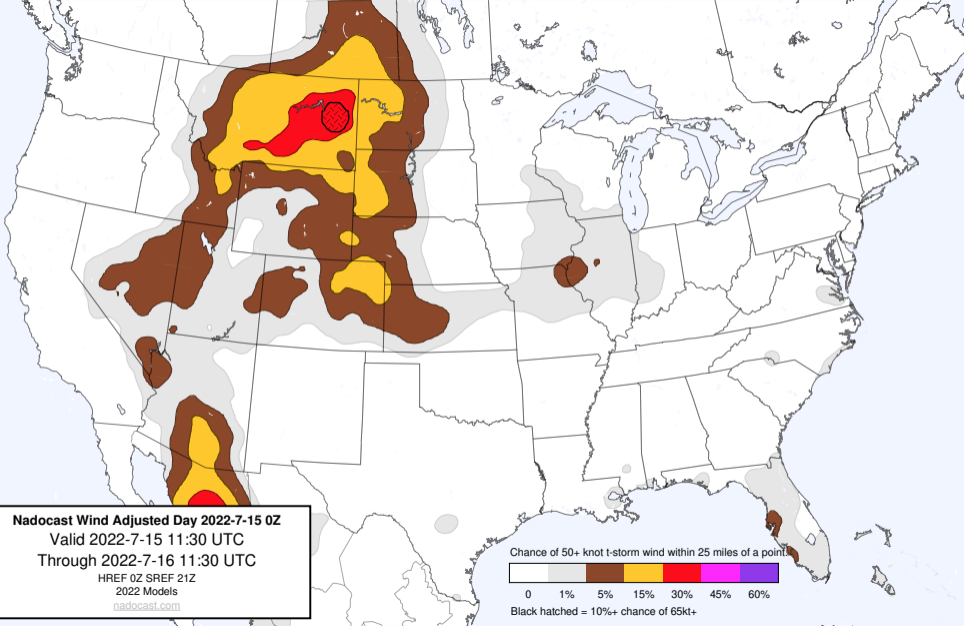 Nadocast Wind Adjusted Day 2022-7-15 0Z
Valid 2022-7-15 11:30 UTC
Through 2022-7-16 11:30 UTC
HREF 0Z SREF 21Z
2022 Models
nadocast.com
Chance of 50+ knot t-storm wind within 25 miles of a point.
0 1% 5% 15% 30% 45% 60%
Black hatched = 10%+ chance of 65kt+